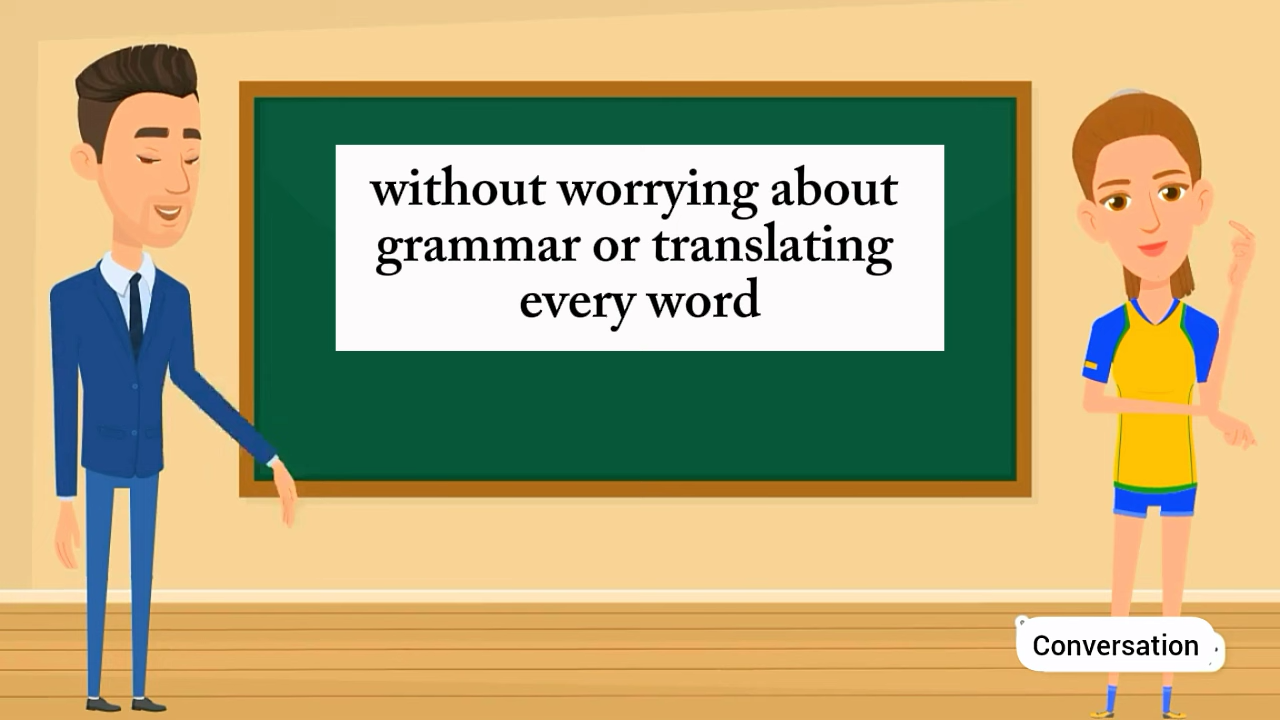 without worrying about
grammar or translating
every word
Conversation